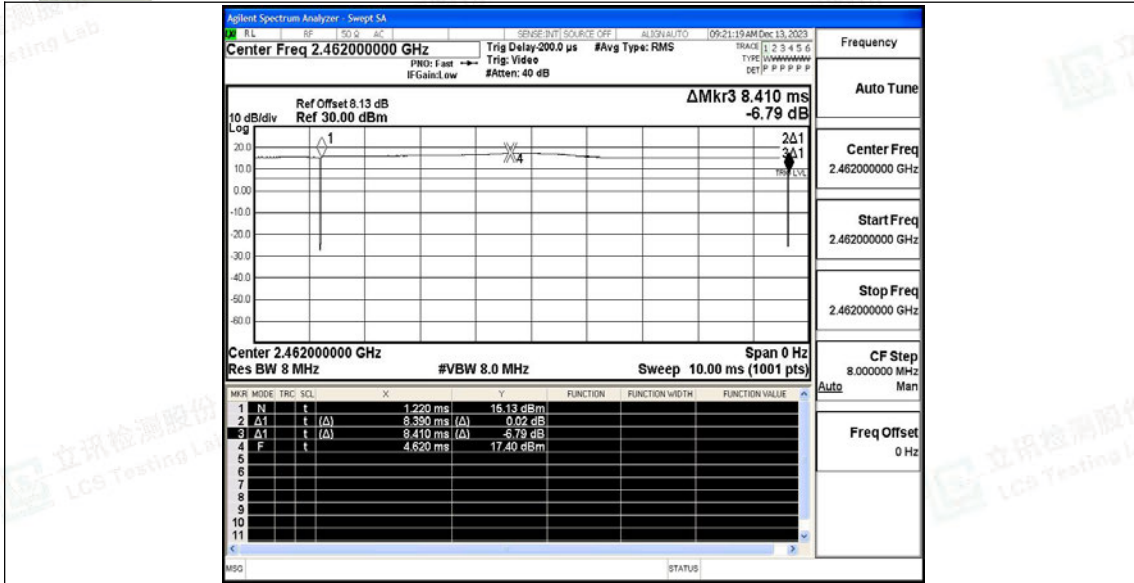 Agilent Spectrum Analyzer - Swept SA
RL RF 50 Ω AC SENSE:INT SOURCE OFF ALIGN AUTO 09:21:19 AM Dec 13, 2023
Center Freq 2.462000000 GHz
PNO: Fast
IFGain:Low
Trig Delay-200.0 µs
Trig: Video
#Atten: 40 dB
#Avg Type: RMS
TRACE 1 2 3 4 5 6
TYPE WWWWWW
DET P P P P P P
Ref Offset 8.13 dB
Ref 30.00 dBm
ΔMkr3 8.410 ms
-6.79 dB
10 dB/div
Log
20.0
10.0
0.00
-10.0
-20.0
-30.0
-40.0
-50.0
-60.0
1
4
2Δ1
3Δ1
TRIG LVL
Center 2.462000000 GHz Span 0 Hz
Res BW 8 MHz #VBW 8.0 MHz Sweep 10.00 ms (1001 pts)
MKR MODE TRC SCL X Y FUNCTION FUNCTION WIDTH FUNCTION VALUE
1 N t 1.220 ms 15.13 dBm
2 Δ1 t (Δ) 8.390 ms (Δ) 0.02 dB
3 Δ1 t (Δ) 8.410 ms (Δ) -6.79 dB
4 F t 4.620 ms 17.40 dBm
5
6
7
8
9
10
11
MSG STATUS
Frequency
Auto Tune
Center Freq
2.462000000 GHz
Start Freq
2.462000000 GHz
Stop Freq
2.462000000 GHz
CF Step
8.000000 MHz
Auto Man
Freq Offset
0 Hz
立讯检测股份
LCS Testing Lab
立讯检测股份
LCS Testing L